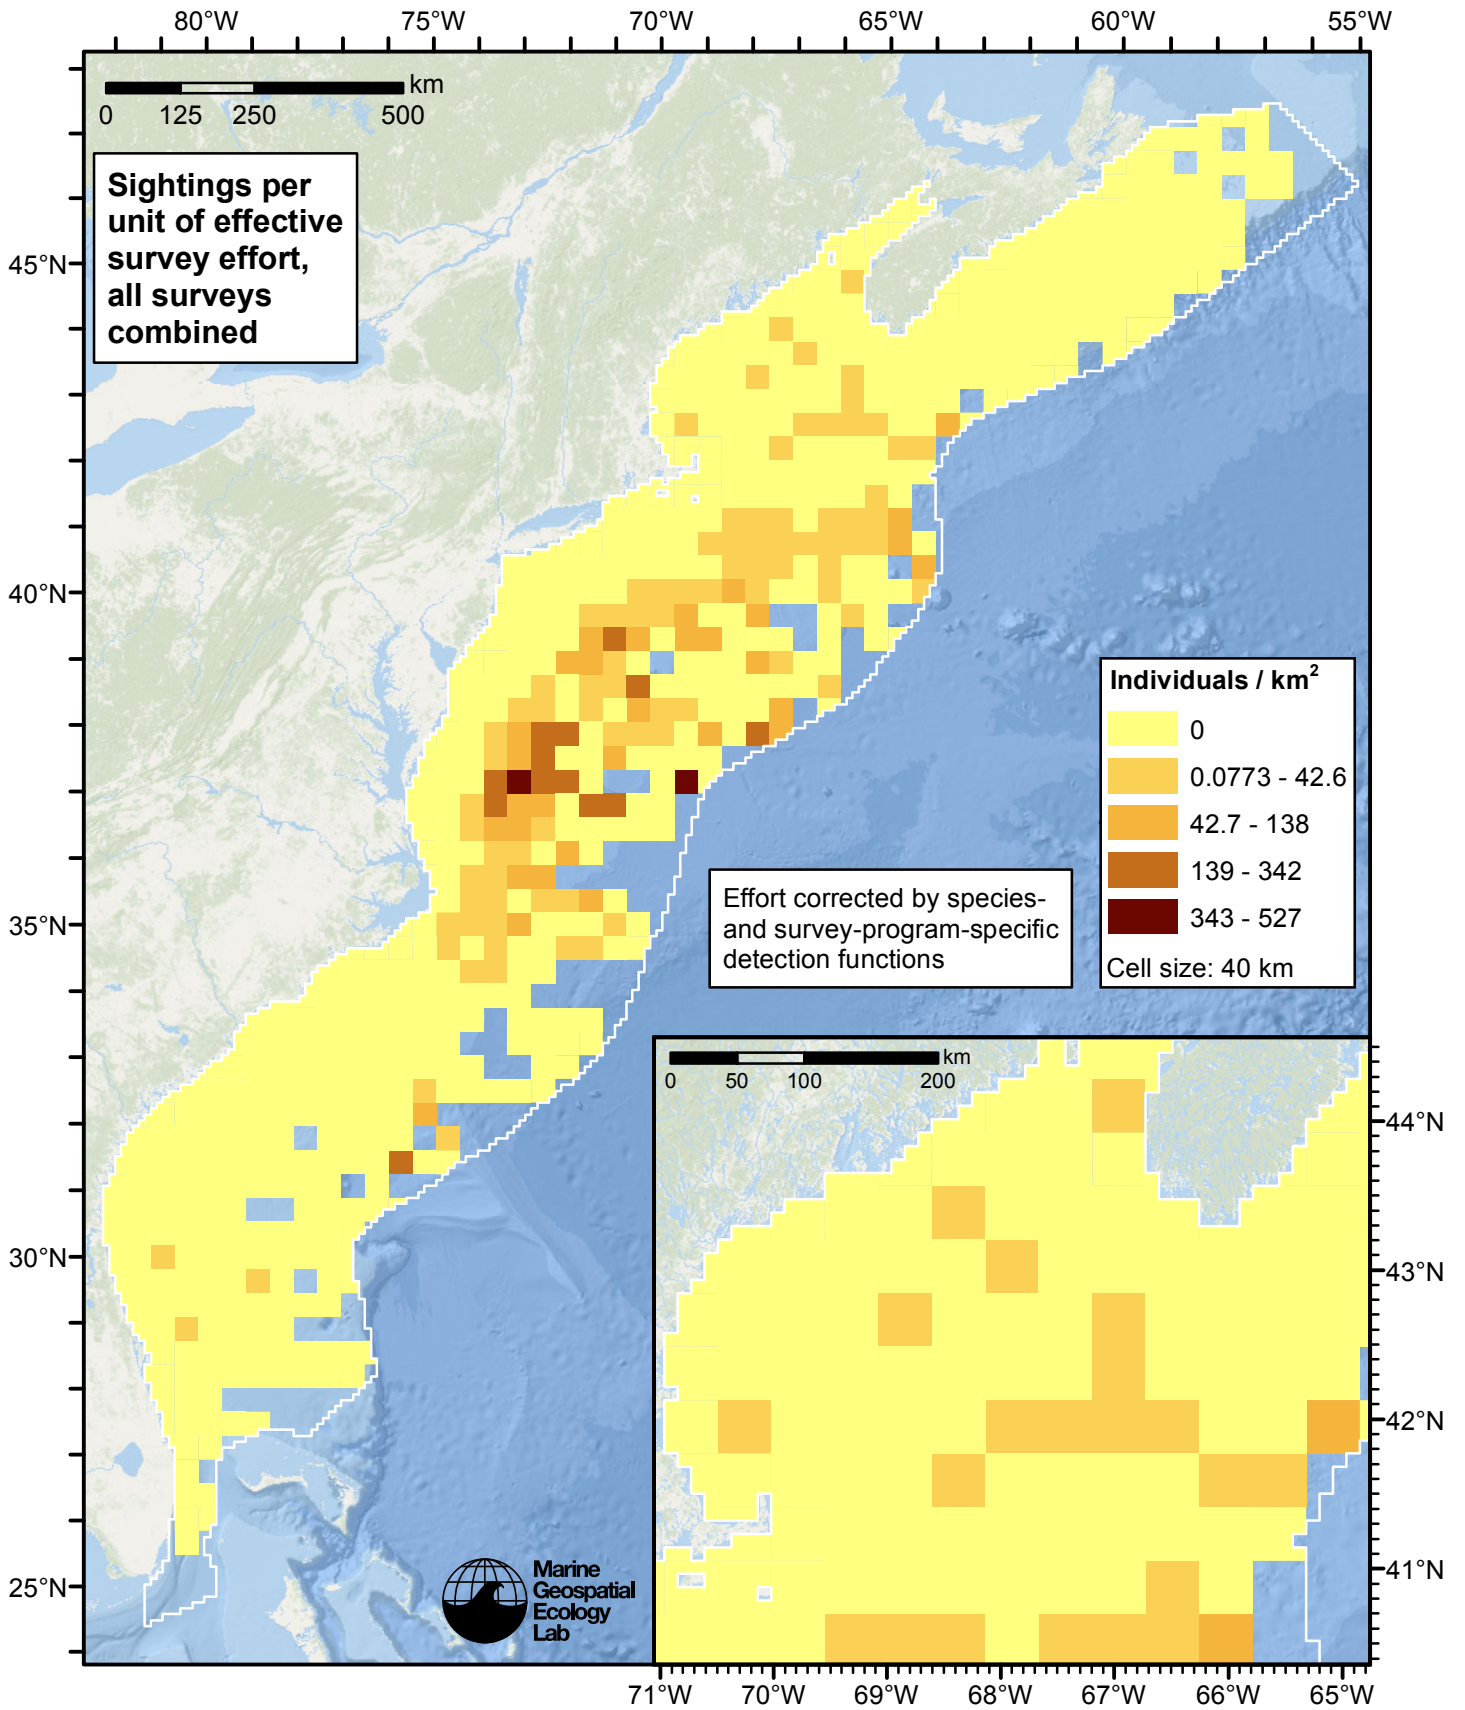 80°W 75°W 70°W 65°W 60°W 55°W
km
0 125 250 500
Sightings per
unit of effective
survey effort,
all surveys
combined
45°N
40°N
35°N
30°N
25°N
Individuals / km²
0
0.0773 - 42.6
42.7 - 138
139 - 342
343 - 527
Cell size: 40 km
Effort corrected by species-
and survey-program-specific
detection functions
km
0 50 100 200
44°N
43°N
42°N
41°N
Marine
Geospatial
Ecology
Lab
71°W 70°W 69°W 68°W 67°W 66°W 65°W